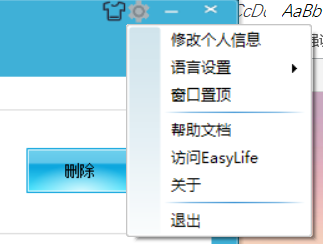 AaBb
修改个人信息
语言设置
窗口置顶
删除
帮助文档
访问EasyLife
关于
退出